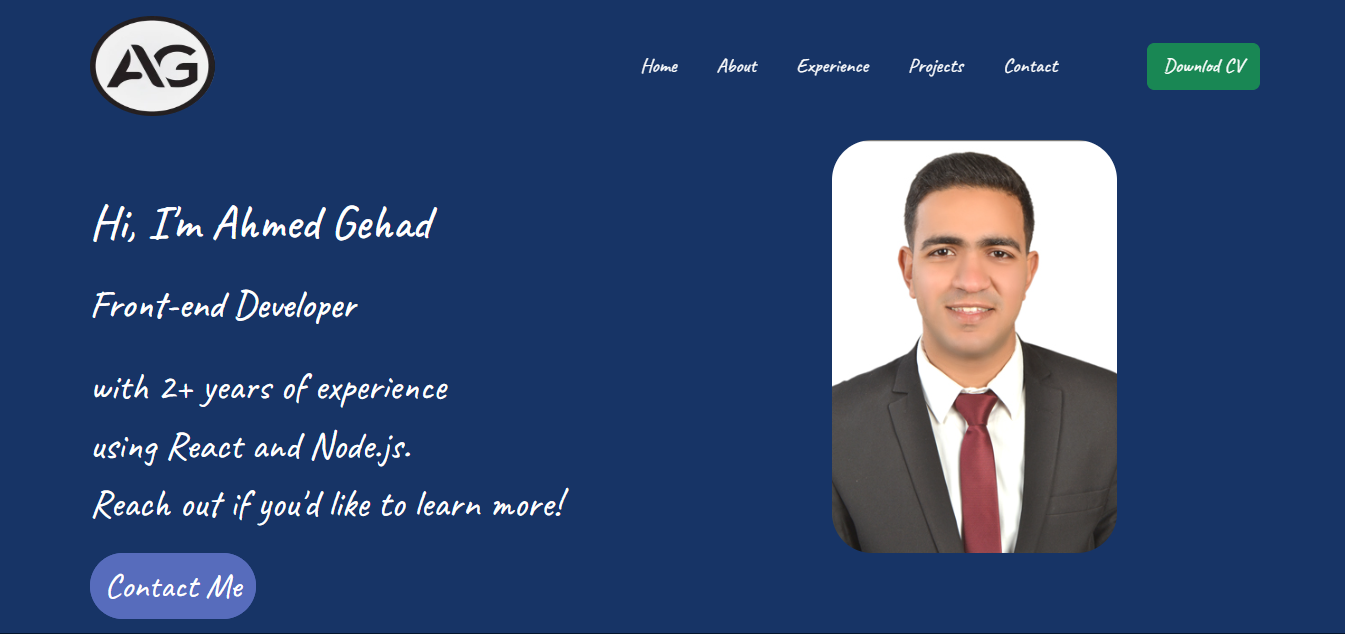 AG
Home About Experience Projects Contact Downlod CV
Hi, I'm Ahmed Gehad
Front-end Developer
with 2+ years of experience
using React and Node.js.
Reach out if you'd like to learn more!
Contact Me